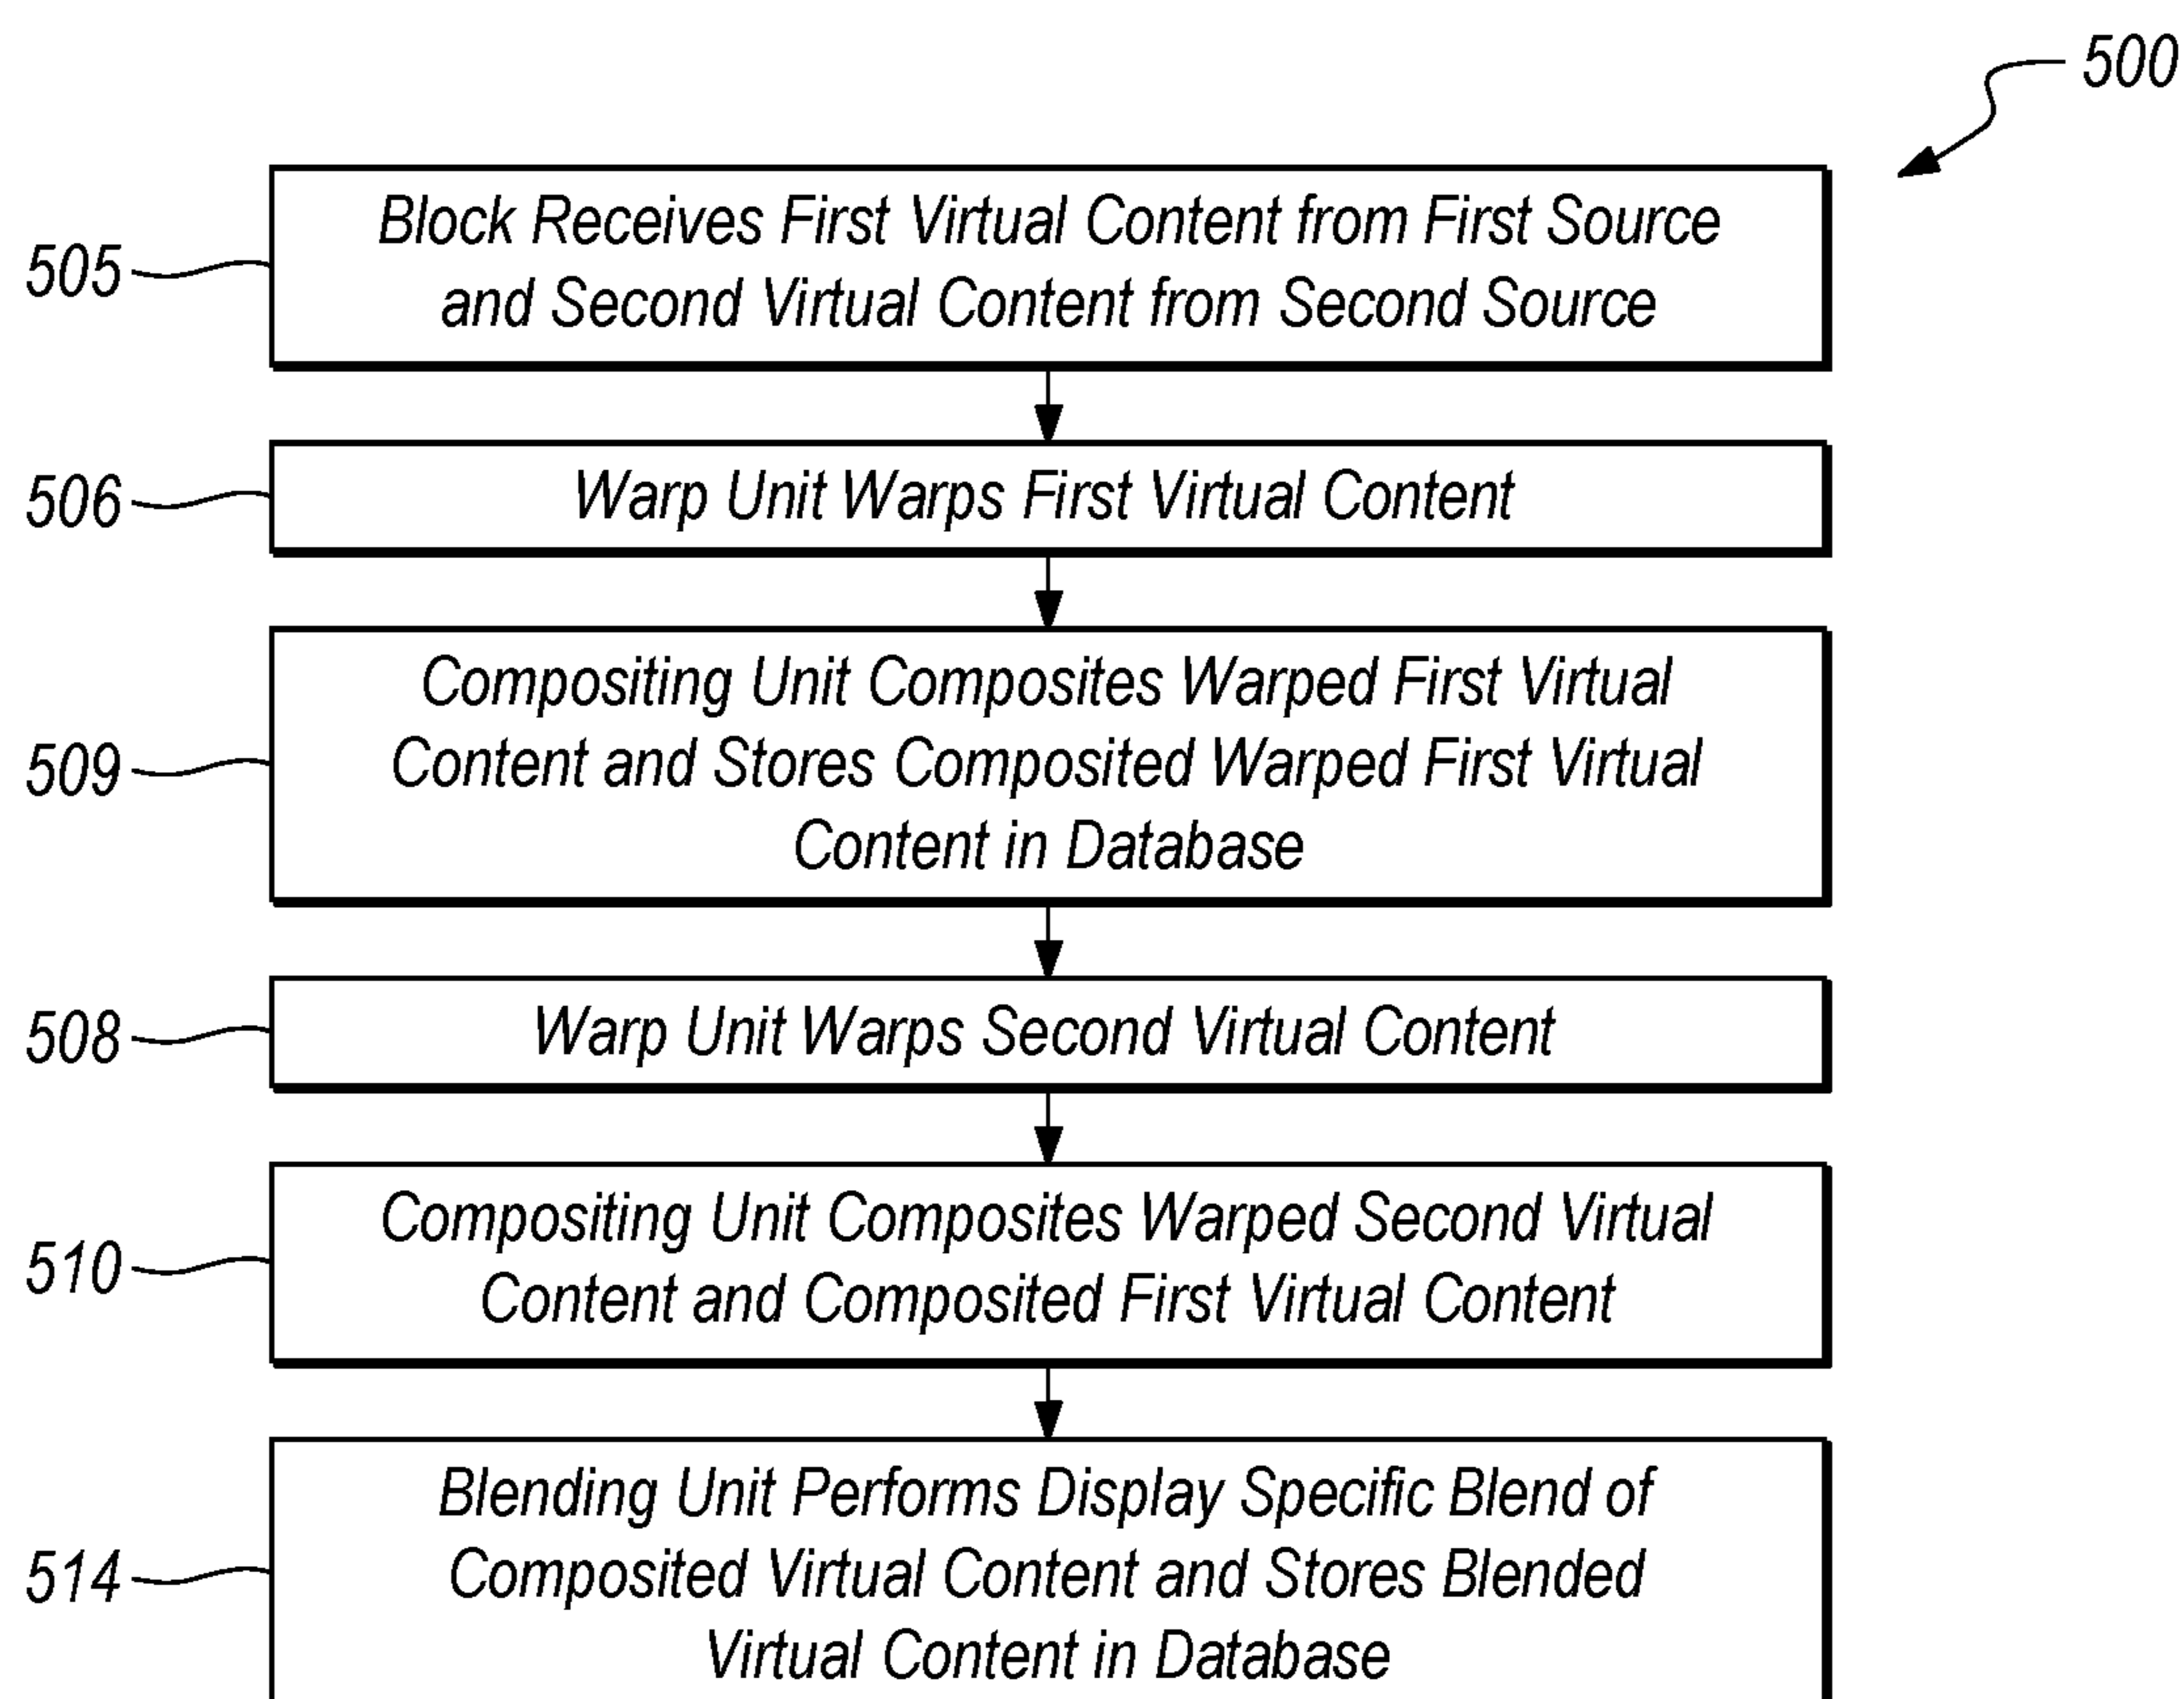 500
505
Block Receives First Virtual Content from First Source
and Second Virtual Content from Second Source
506
Warp Unit Warps First Virtual Content
509
Compositing Unit Composites Warped First Virtual
Content and Stores Composited Warped First Virtual
Content in Database
508
Warp Unit Warps Second Virtual Content
510
Compositing Unit Composites Warped Second Virtual
Content and Composited First Virtual Content
514
Blending Unit Performs Display Specific Blend of
Composited Virtual Content and Stores Blended
Virtual Content in Database